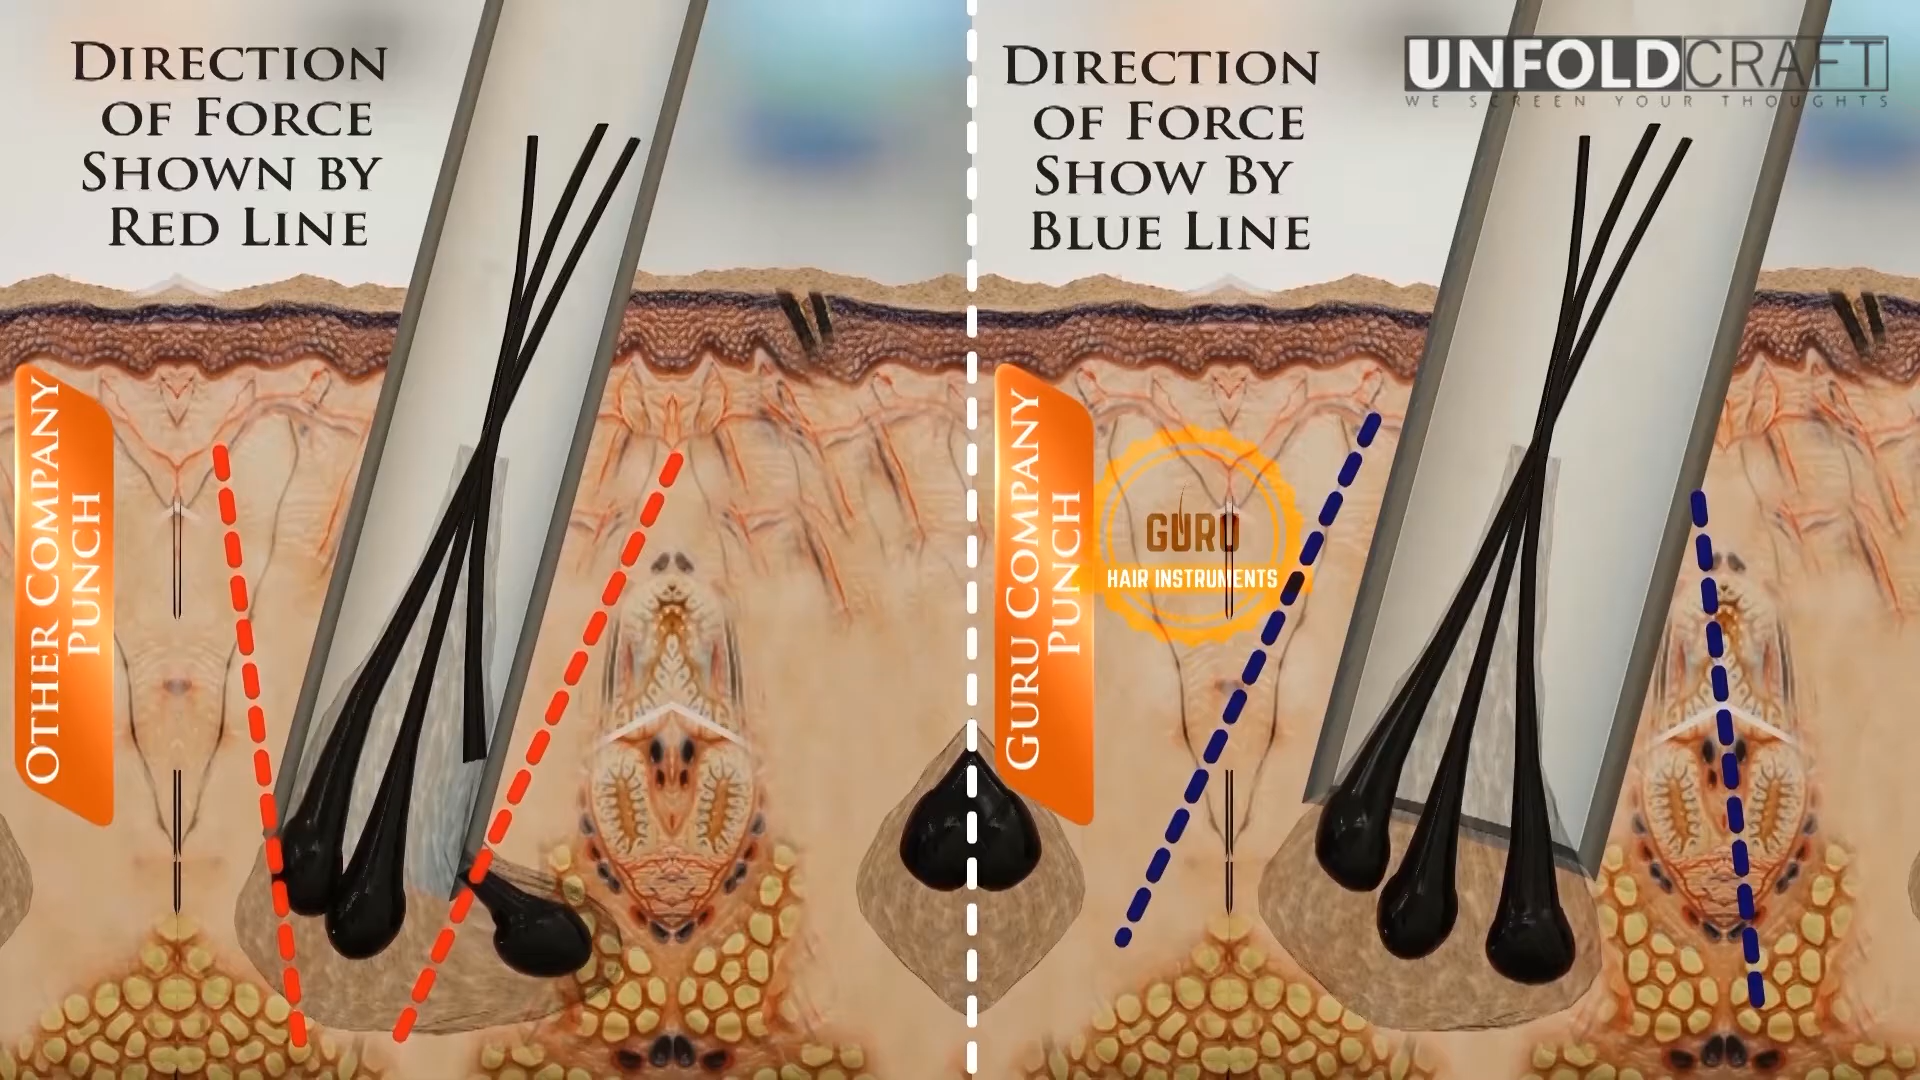 DIRECTION
OF FORCE
SHOWN BY
RED LINE
OTHER COMPANY
PUNCH
DIRECTION
OF FORCE
SHOW BY
BLUE LINE
UNFOLDCRAFT
WE SCREEN YOUR THOUGHTS
GURU COMPANY
PUNCH
GURU
HAIR INSTRUMENTS